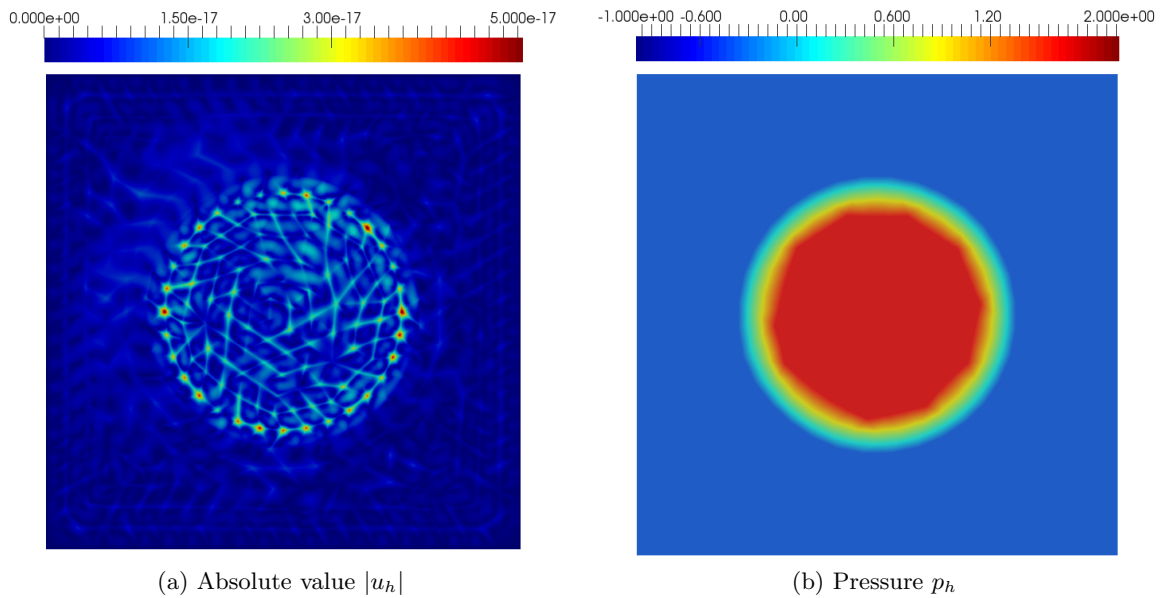 0.000e+00 1.50e-17 3.00e-17 5.000e-17
-1.000e+00 -0.600 0.00 0.600 1.20 2.000e+00
(a) Absolute value |u_h|
(b) Pressure p_h